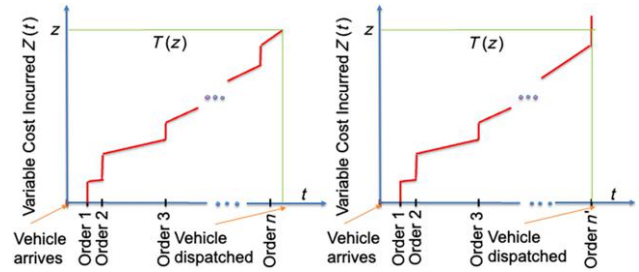 Variable Cost Incurred Z(t)
z
T(z)
...
t
Vehicle
arrives
Order 1
Order 2
Order 3
Vehicle
dispatched
Order n
Variable Cost Incurred Z(t)
z
T(z)
...
t
Vehicle
arrives
Order 1
Order 2
Order 3
Vehicle
dispatched
Order n'